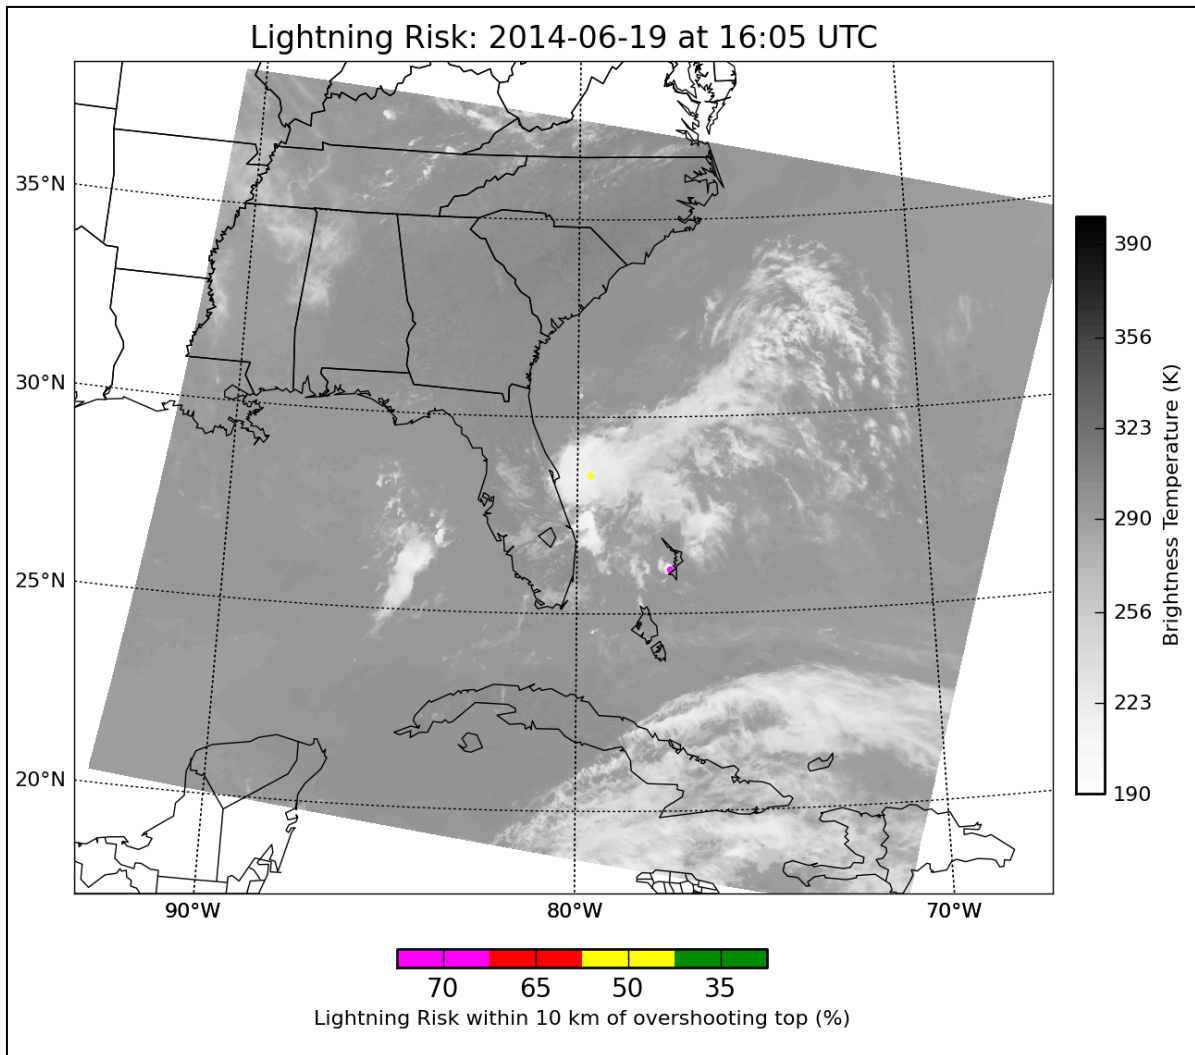 Lightning Risk: 2014-06-19 at 16:05 UTC
35°N
30°N
25°N
20°N
90°W
80°W
70°W
390
356
323
290
256
223
190
Brightness Temperature (K)
70
65
50
35
Lightning Risk within 10 km of overshooting top (%)